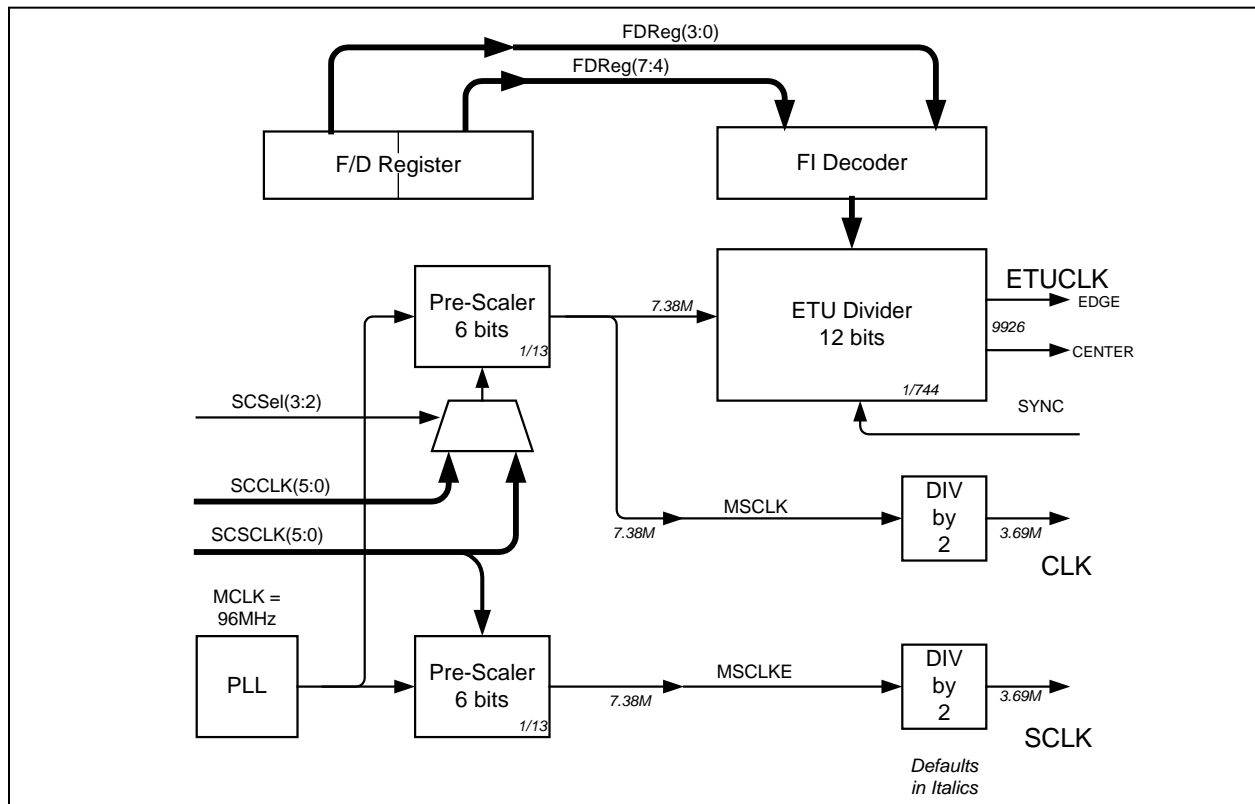 FDReg(3:0)
FDReg(7:4)
F/D Register
FI Decoder
Pre-Scaler
6 bits
1/13
7.38M
ETU Divider
12 bits
1/744
ETUCLK
EDGE
9926
CENTER
SYNC
SCSel(3:2)
SCCLK(5:0)
SCSCLK(5:0)
7.38M
MSCLK
DIV
by
2
3.69M
CLK
MCLK =
96MHz
PLL
Pre-Scaler
6 bits
1/13
7.38M
MSCLKE
DIV
by
2
3.69M
SCLK
Defaults
in Italics